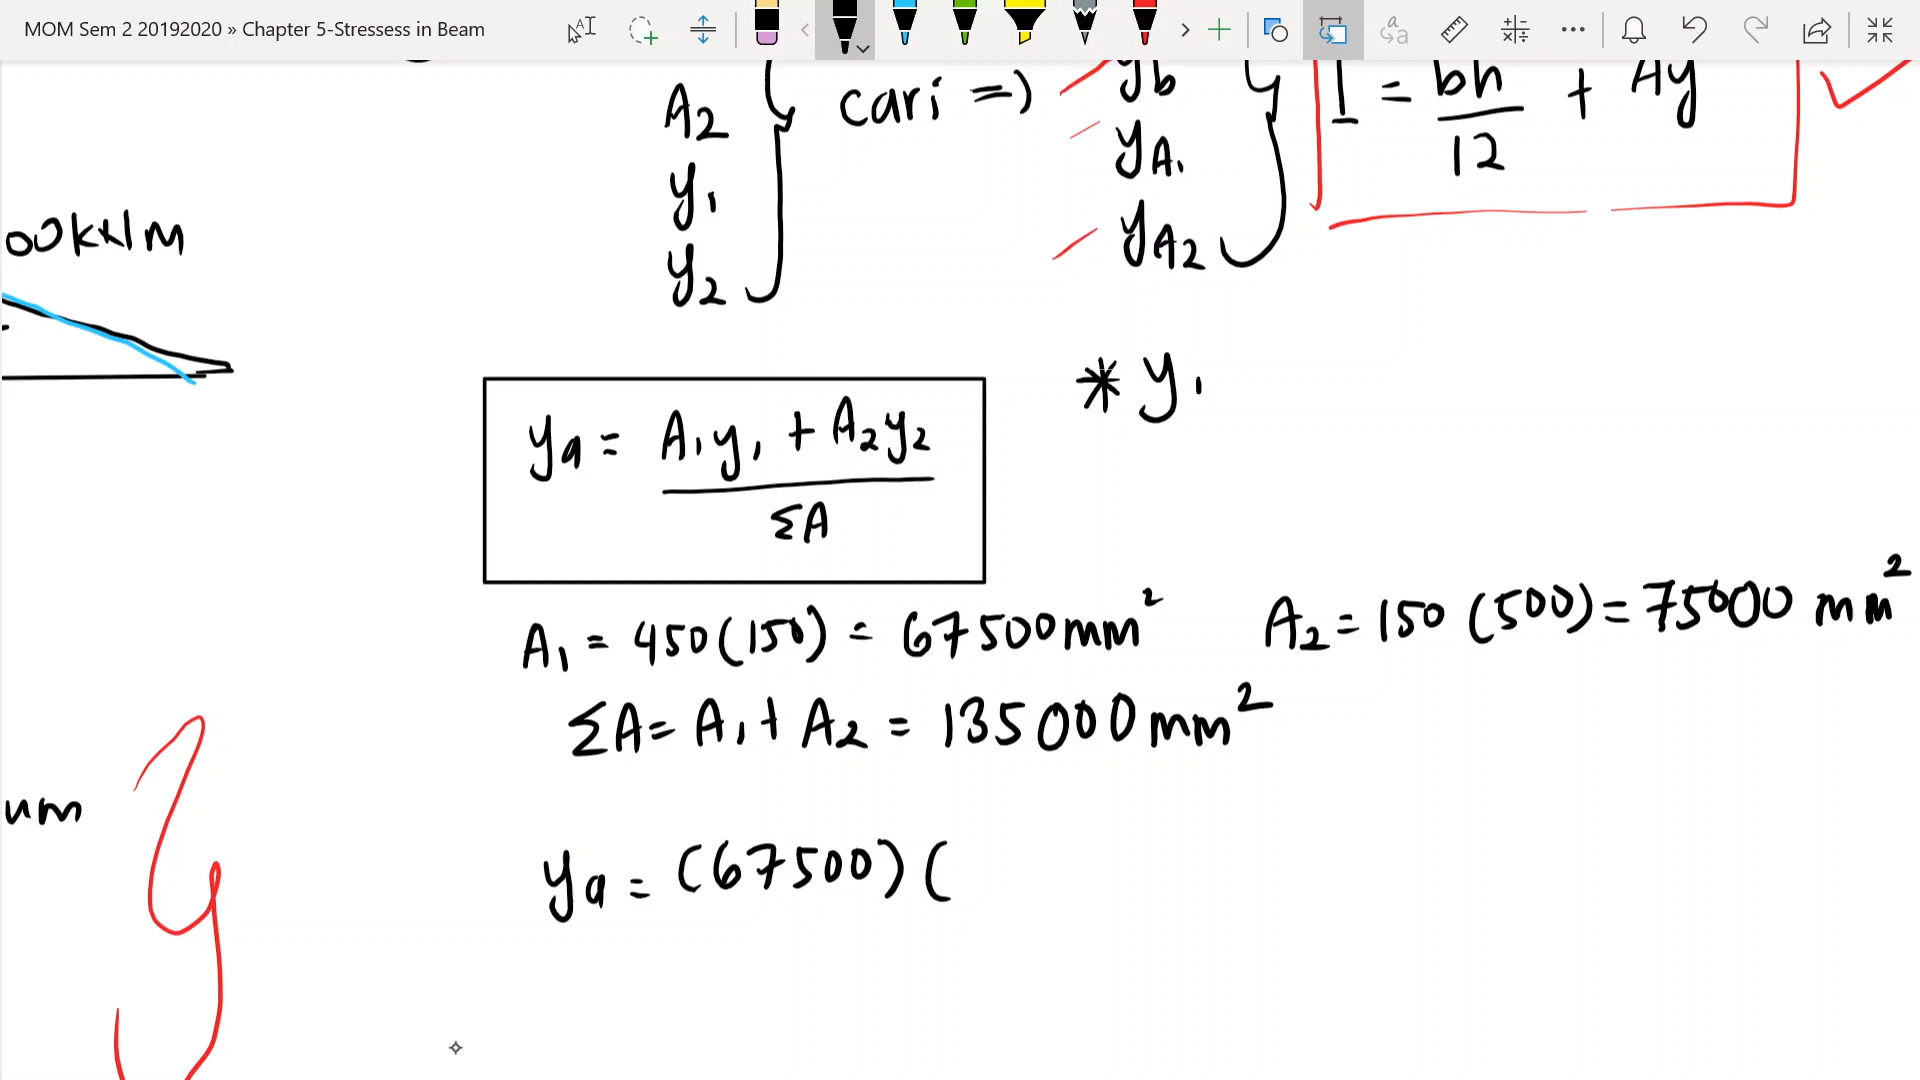 MOM Sem 2 20192020 » Chapter 5-Stressess in Beam
A2 cari => yb I = bh/12 + Ay
y1 yA1
y2 yA2
00kN/m
* y1
ya = A1y1 + A2y2 / ΣA
A1 = 450(150) = 67500mm² A2 = 150 (500) = 75000 mm²
ΣA = A1 + A2 = 135000mm²
um y
ya = (67500)(